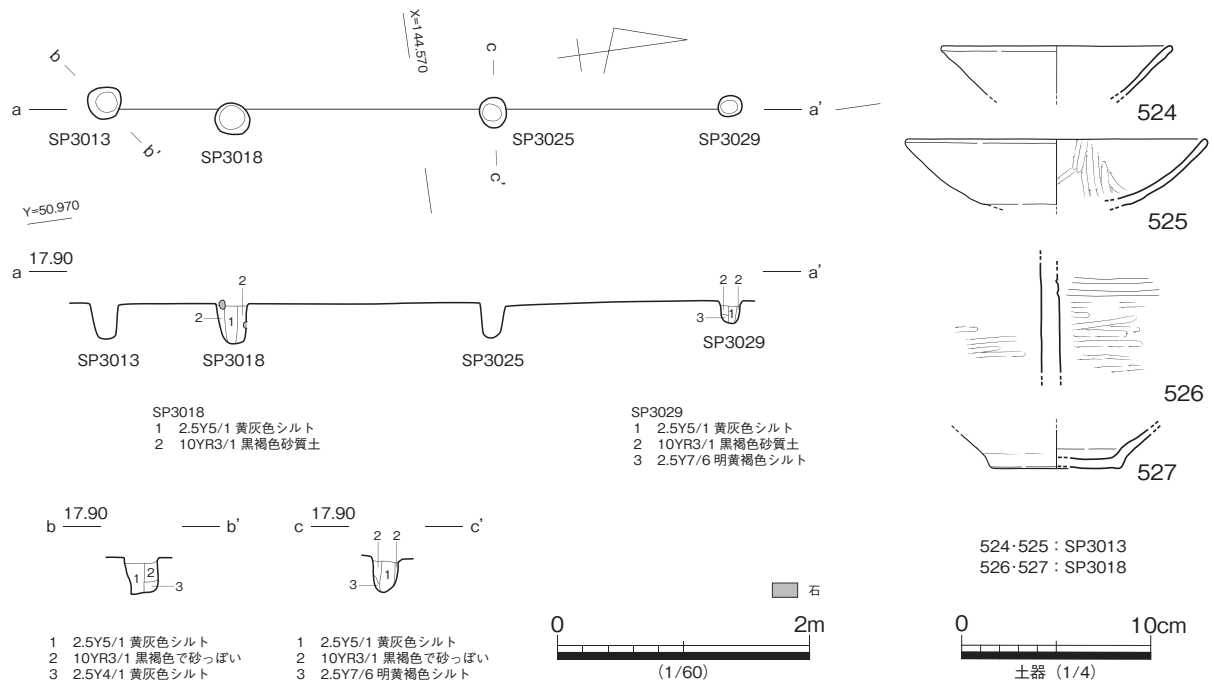 X=144.570
b
c
a
a’
SP3013
SP3018
SP3025
SP3029
b’
c’
Y=50.970
524
525
526
527
a 17.90
a’
2
2 1
2 2
3 1
SP3013
SP3018
SP3025
SP3029
SP3018
1 2.5Y5/1 黄灰色シルト
2 10YR3/1 黒褐色砂質土
SP3029
1 2.5Y5/1 黄灰色シルト
2 10YR3/1 黒褐色砂質土
3 2.5Y7/6 明黄褐色シルト
b 17.90 b’
1 2 3
1 2.5Y5/1 黄灰色シルト
2 10YR3/1 黒褐色で砂っぽい
3 2.5Y4/1 黄灰色シルト
c 17.90 c’
2 2
3 1
1 2.5Y5/1 黄灰色シルト
2 10YR3/1 黒褐色で砂っぽい
3 2.5Y7/6 明黄褐色シルト
石
0 2m
(1/60)
524·525：SP3013
526·527：SP3018
0 10cm
土器（1/4）